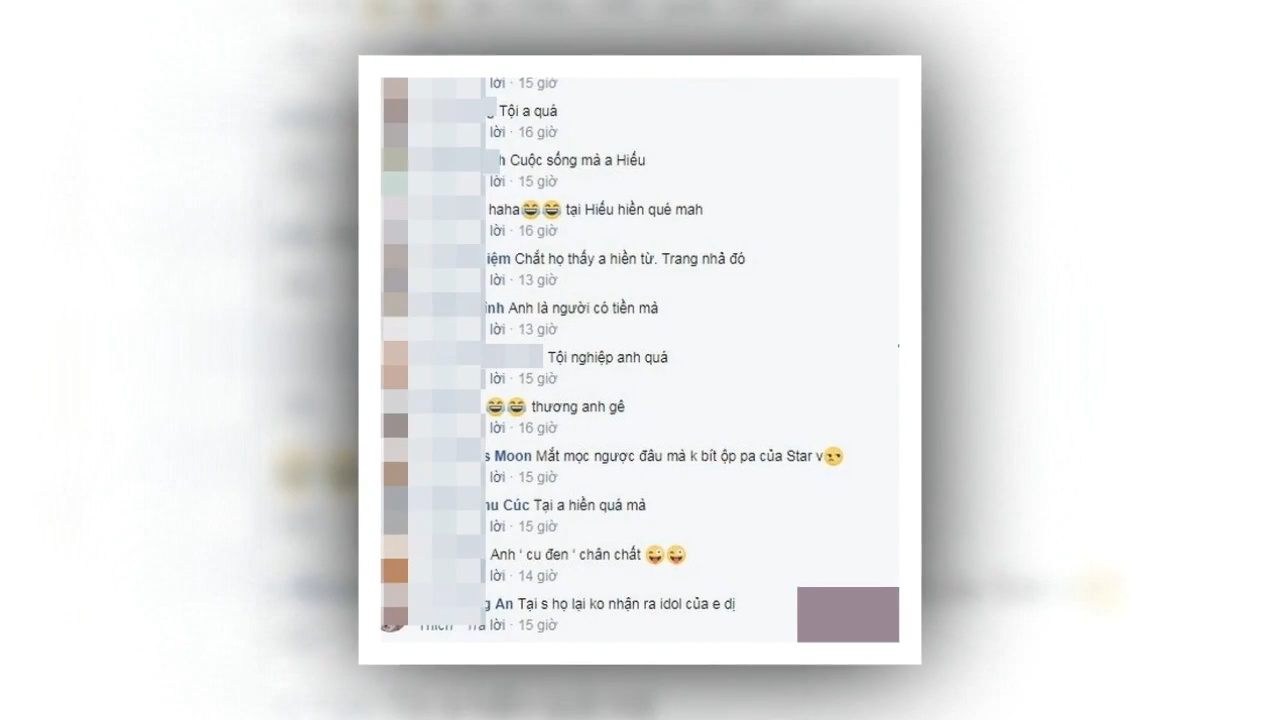 lời · 15 giờ
Tội a quá
lời · 16 giờ
Cuộc sống mà a Hiếu
lời · 15 giờ
haha😂😂 tại Hiếu hiền qué mah
lời · 16 giờ
iệm Chắt họ thấy a hiền từ. Trang nhả đó
lời · 13 giờ
inh Anh là người có tiền mà
lời · 13 giờ
Tội nghiệp anh quá
lời · 15 giờ
😂😂 thương anh gê
lời · 16 giờ
s Moon Mắt mọc ngược đâu mà k bít ộp pa của Star v😒
lời · 15 giờ
hu Cúc Tại a hiền quá mà
lời · 15 giờ
Anh ' cu đen ' chân chất 😜😜
lời · 14 giờ
g An Tại s họ lại ko nhận ra idol của e dị
lời · 15 giờ